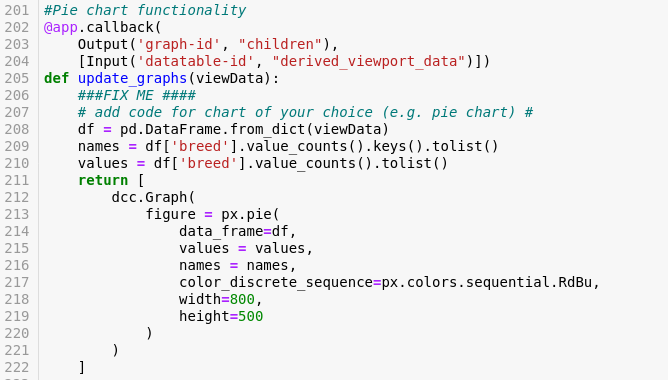 201 #Pie chart functionality
202 @app.callback(
203     Output('graph-id', "children"),
204     [Input('datatable-id', "derived_viewport_data")])
205 def update_graphs(viewData):
206     ###FIX ME ####
207     # add code for chart of your choice (e.g. pie chart) #
208     df = pd.DataFrame.from_dict(viewData)
209     names = df['breed'].value_counts().keys().tolist()
210     values = df['breed'].value_counts().tolist()
211     return [
212         dcc.Graph(
213             figure = px.pie(
214                 data_frame=df,
215                 values = values,
216                 names = names,
217                 color_discrete_sequence=px.colors.sequential.RdBu,
218                 width=800,
219                 height=500
220             )
221         )
222     ]